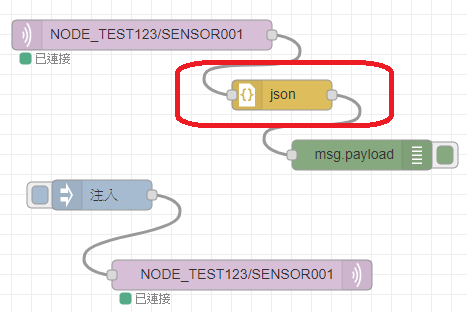 NODE_TEST123/SENSOR001
已連接
json
msg.payload
注入
NODE_TEST123/SENSOR001
已連接